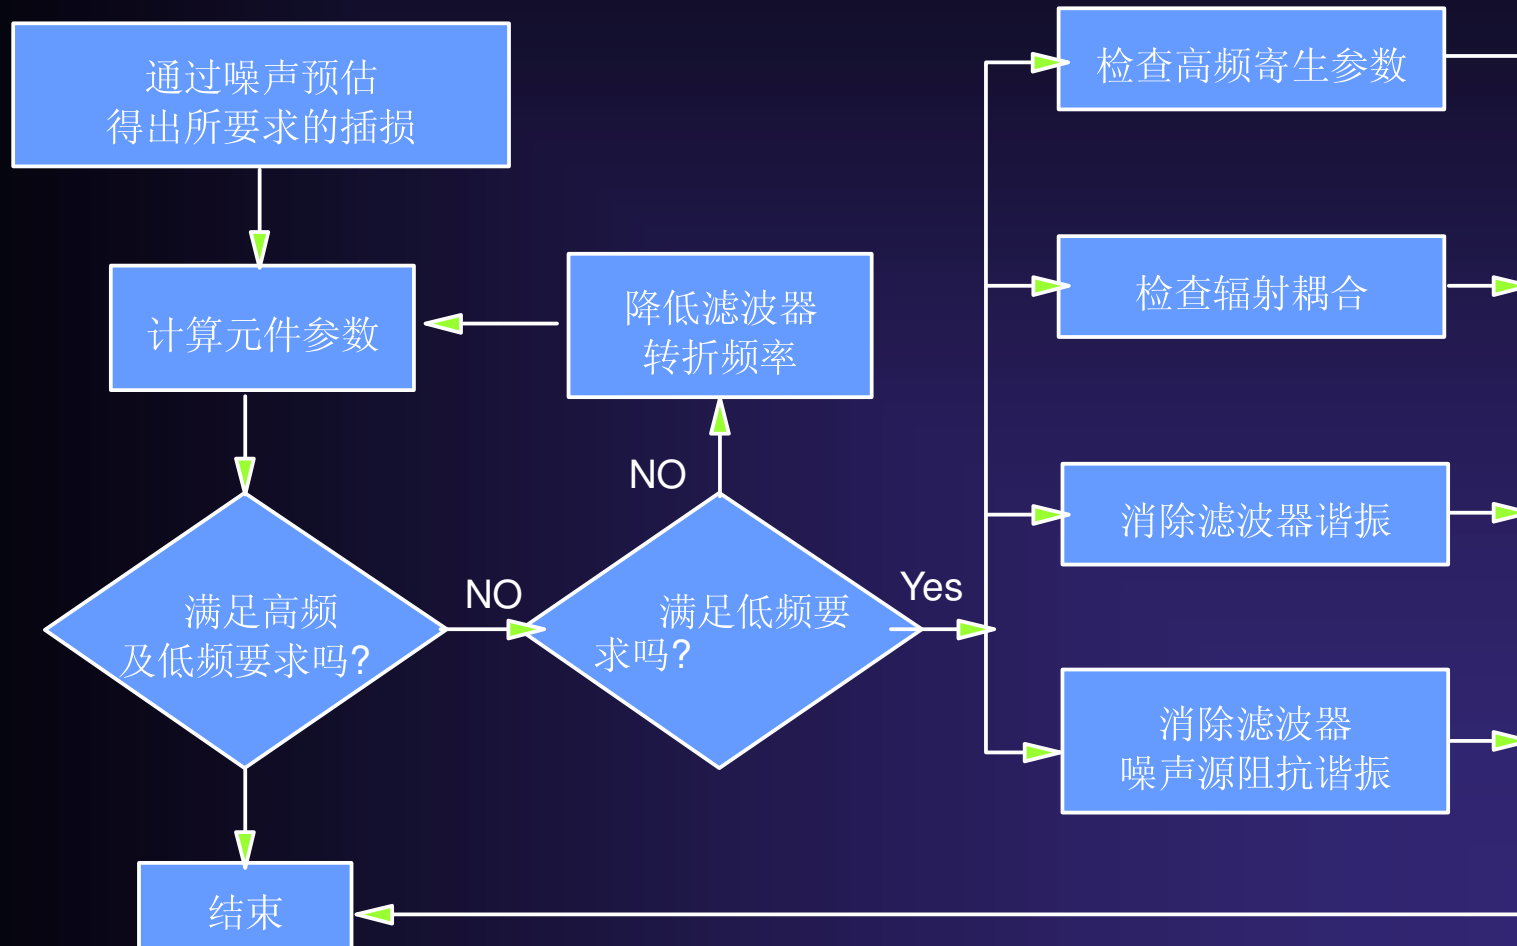 通过噪声预估
得出所要求的插损
计算元件参数
降低滤波器
转折频率
满足高频
及低频要求吗?
NO
满足低频要
求吗?
NO
Yes
检查高频寄生参数
检查辐射耦合
消除滤波器谐振
消除滤波器
噪声源阻抗谐振
结束